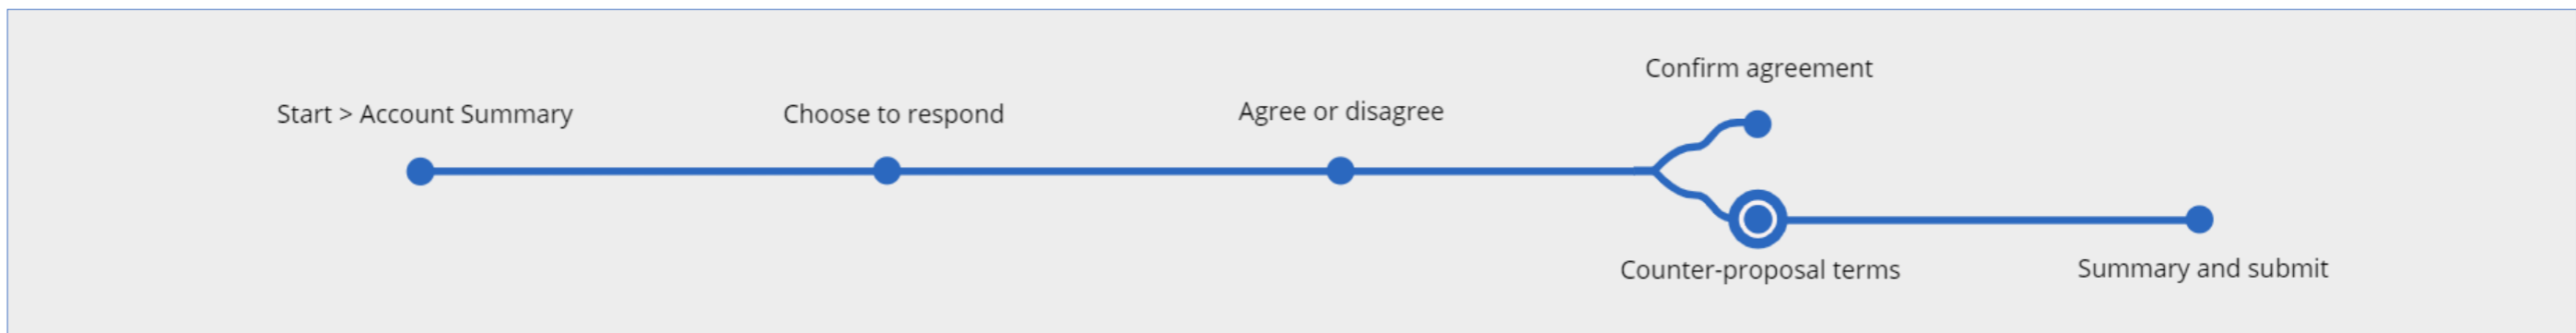 Start > Account Summary
Choose to respond
Agree or disagree
Confirm agreement
Counter-proposal terms
Summary and submit